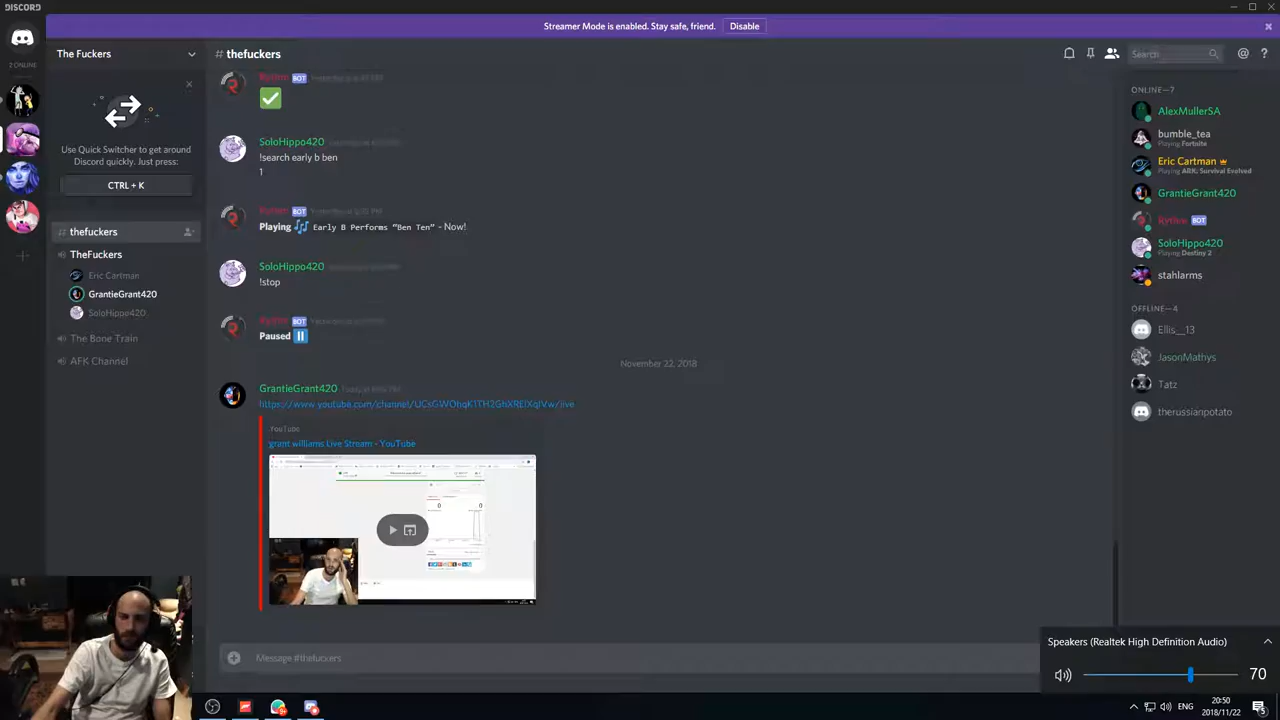 DISCORD
Streamer Mode is enabled. Stay safe, friend. Disable
2 ONLINE
The Fuckers
# thefuckers
Search
Use Quick Switcher to get around
Discord quickly. Just press:
CTRL + K
thefuckers
TheFuckers
Eric Cartman
GrantieGrant420
SoloHippo420
The Bone Train
AFK Channel
BOT
SoloHippo420
!search early b ben
1
BOT
Playing Early B Performs "Ben Ten" - Now!
SoloHippo420
!stop
BOT
Paused
November 22, 2018
GrantieGrant420
YouTube
grant williams Live Stream - YouTube
Message #thefuckers
ONLINE—7
AlexMullerSA
bumble_tea
Playing Fortnite
Eric Cartman
Playing ARK: Survival Evolved
GrantieGrant420
BOT
SoloHippo420
Playing Destiny 2
stahlarms
OFFLINE—4
Ellis__13
JasonMathys
Tatz
therussianpotato
Speakers (Realtek High Definition Audio)
70
ENG
20:50
2018/11/22